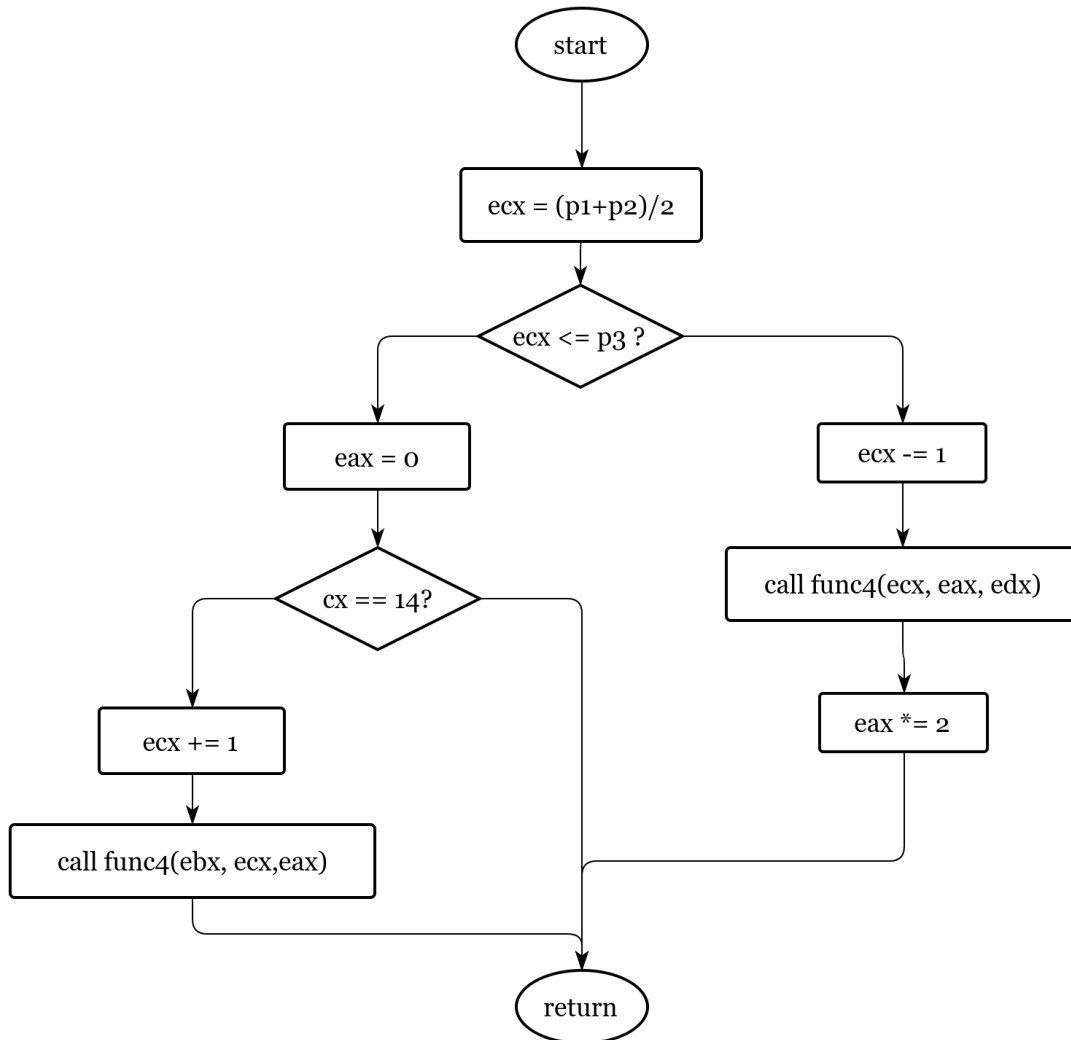 start
ecx = (p1+p2)/2
ecx <= p3 ?
eax = 0
ecx -= 1
cx == 14?
call func4(ecx, eax, edx)
ecx += 1
eax *= 2
call func4(ebx, ecx,eax)
return